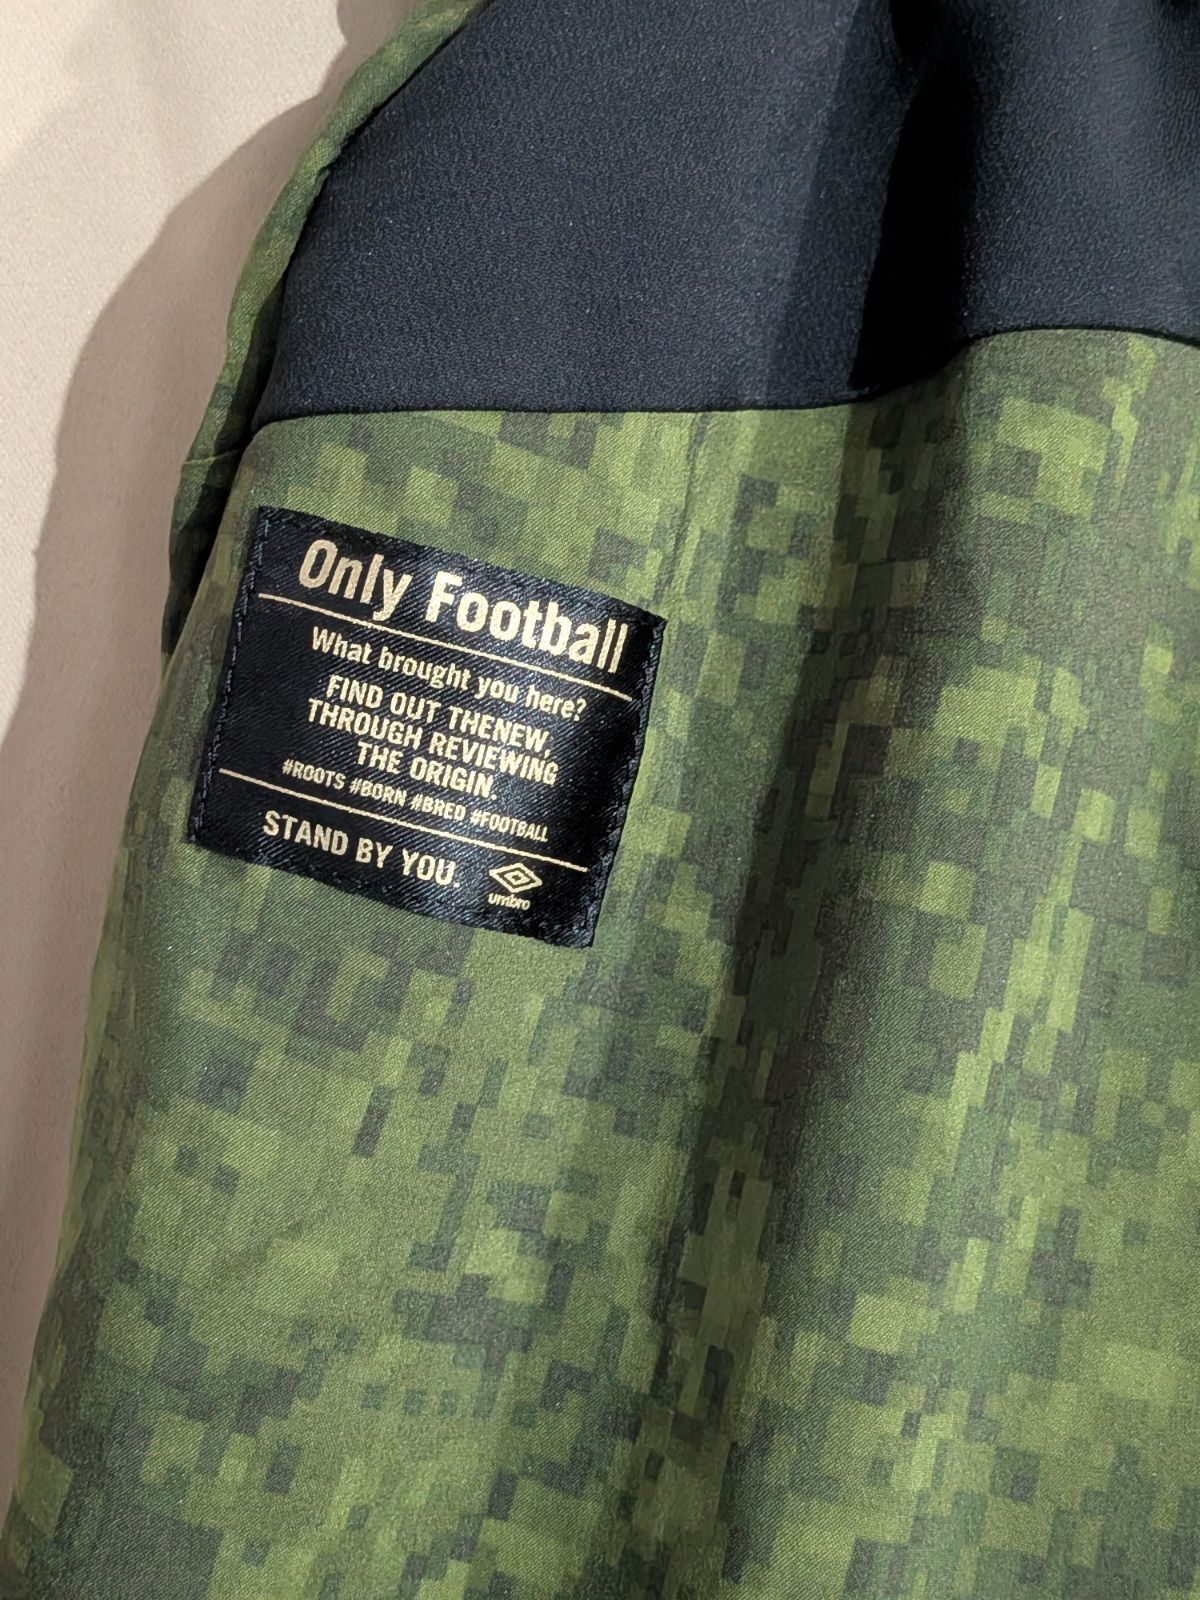 Only Football
What brought you here?
FIND OUT THENEW,
THROUGH REVIEWING
THE ORIGIN.
#ROOTS #BORN #BRED #FOOTBALL
STAND BY YOU.
umbro